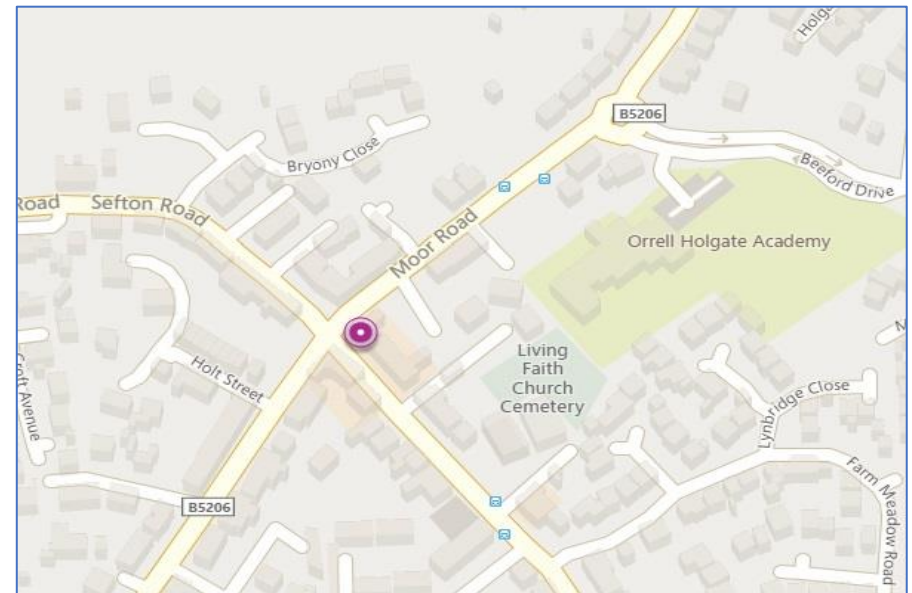 Holga
B5206
Bryony Close
Beeford Drive
Road
Sefton Road
Moor Road
Orrell Holgate Academy
Living
Faith
Church
Cemetery
Holt Street
Croft Avenue
Lynbridge Close
Farm Meadow Road
B5206